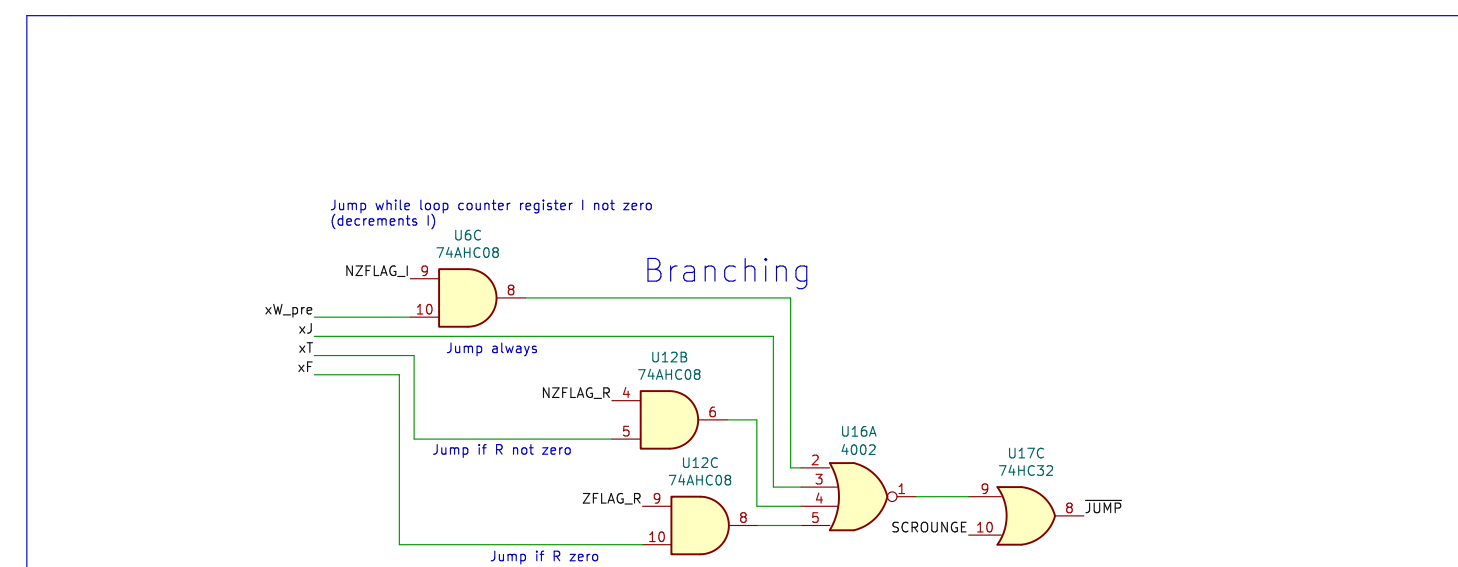 Jump while loop counter register I not zero
(decrements I)
U6C
74AHC08
NZFLAG_I
9
8
10
Branching
xW_pre
xJ
xT
xF
Jump always
U12B
74AHC08
NZFLAG_R
4
6
5
Jump if R not zero
U12C
74AHC08
ZFLAG_R
9
8
10
Jump if R zero
U16A
4002
2
3
4
5
1
U17C
74HC32
9
SCROUNGE
10
8
JUMP